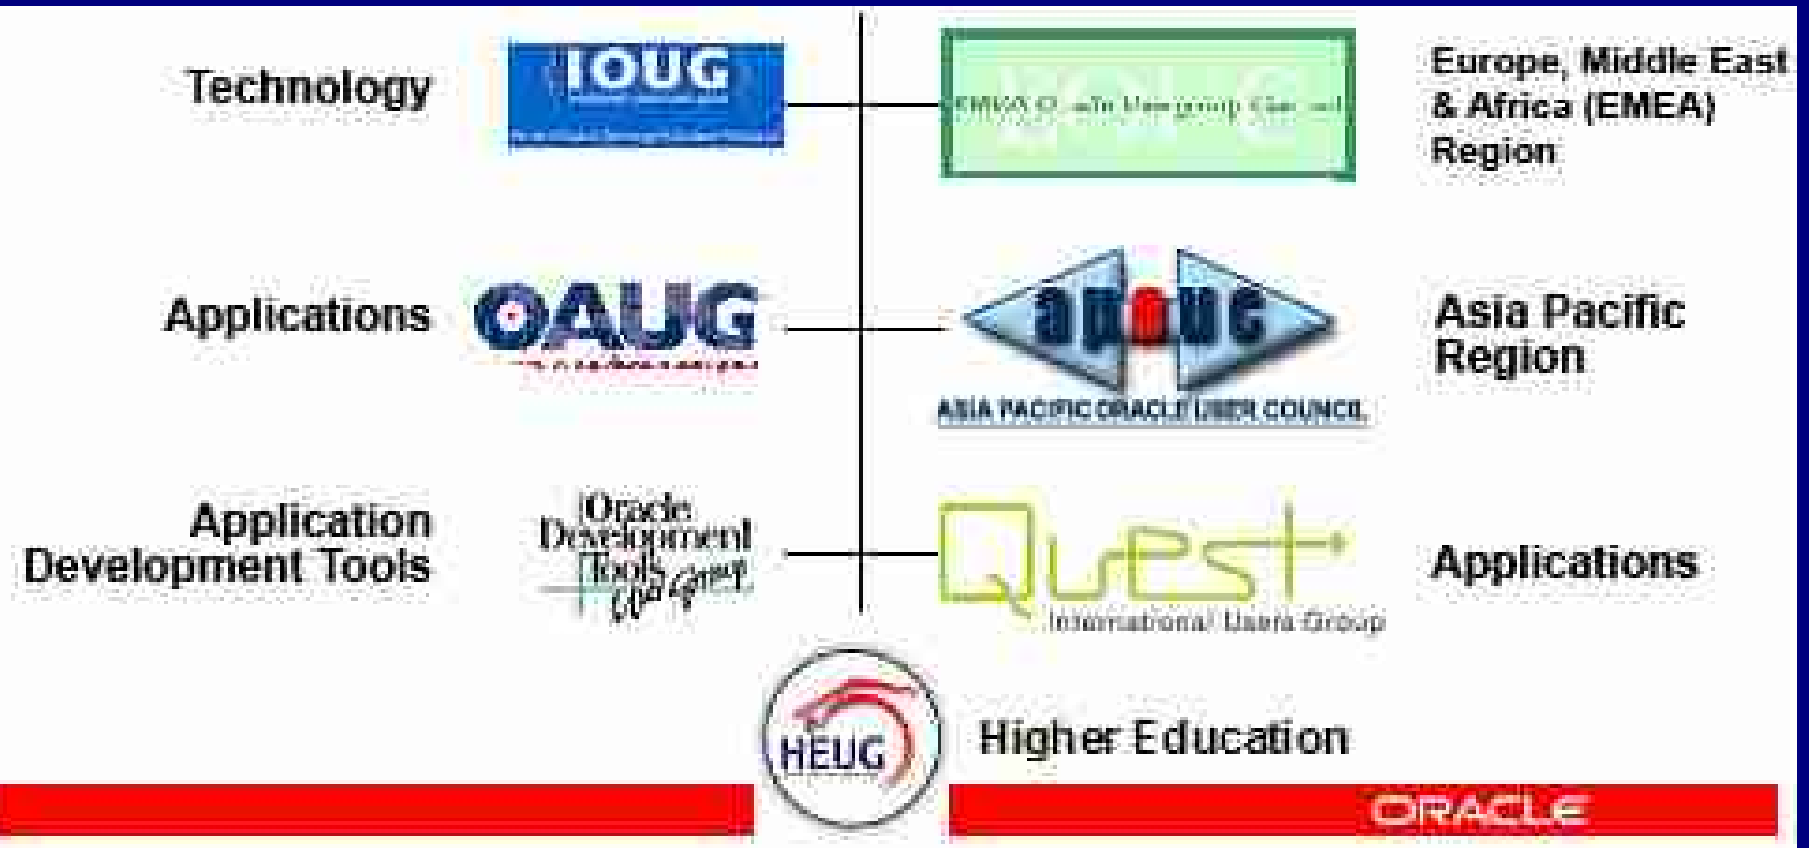 Technology
IOUG
Europe, Middle East
& Africa (EMEA)
Region
Applications
OAUG
apouc
ASIA PACIFIC ORACLE USER COUNCIL
Asia Pacific
Region
Application
Development Tools
Oracle
Development
Tools
Quest
International Users Group
Applications
HEUG
Higher Education
ORACLE